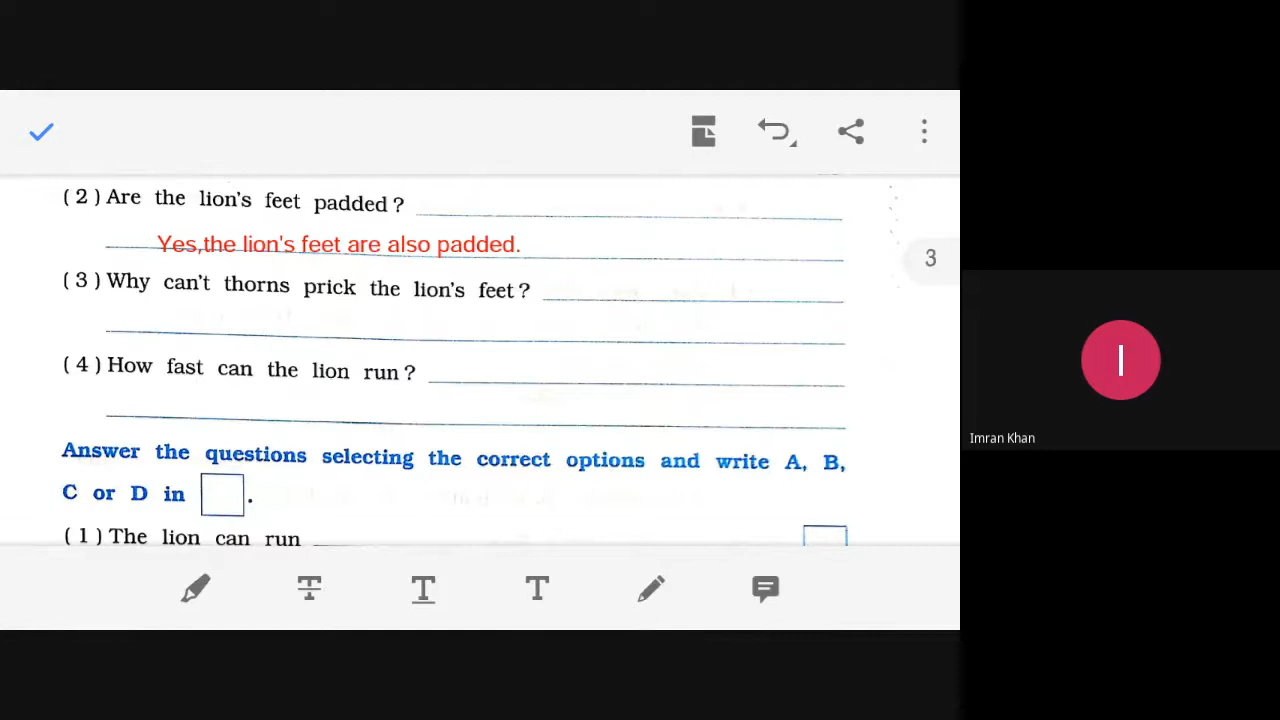 (2) Are the lion's feet padded?
Yes,the lion's feet are also padded.
3
(3) Why can't thorns prick the lion's feet?
(4) How fast can the lion run?
Answer the questions selecting the correct options and write A, B,
C or D in .
(1) The lion can run
I
Imran Khan